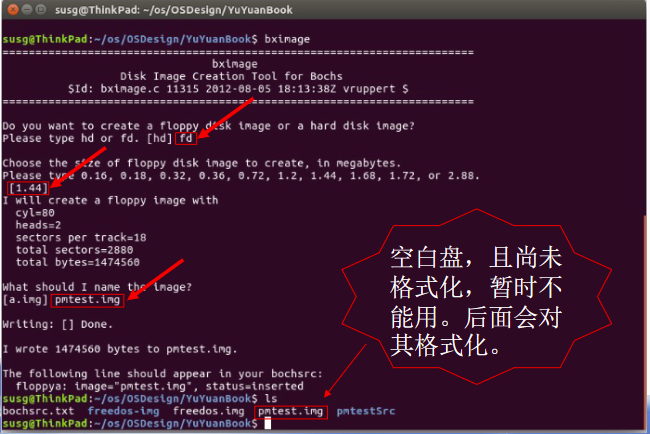 susg@ThinkPad: ~/os/OSDesign/YuYuanBook
susg@ThinkPad:~/os/OSDesign/YuYuanBook$ bximage
========================================================================
bximage
Disk Image Creation Tool for Bochs
$Id: bximage.c 11315 2012-08-05 18:13:38Z vruppert $
========================================================================
Do you want to create a floppy disk image or a hard disk image?
Please type hd or fd. [hd] fd
Choose the size of floppy disk image to create, in megabytes.
Please type 0.16, 0.18, 0.32, 0.36, 0.72, 1.2, 1.44, 1.68, 1.72, or 2.88.
[1.44]
I will create a floppy image with
cyl=80
heads=2
sectors per track=18
total sectors=2880
total bytes=1474560
What should I name the image?
[a.img] pmtest.img
Writing: [] Done.
I wrote 1474560 bytes to pmtest.img.
The following line should appear in your bochsrc:
floppya: image="pmtest.img", status=inserted
susg@ThinkPad:~/os/OSDesign/YuYuanBook$ ls
bochsrc.txt freedos-img freedos.img pmtest.img pmtestSrc
susg@ThinkPad:~/os/OSDesign/YuYuanBook$
空白盘，且尚未
格式化，暂时不
能用。后面会对
其格式化。